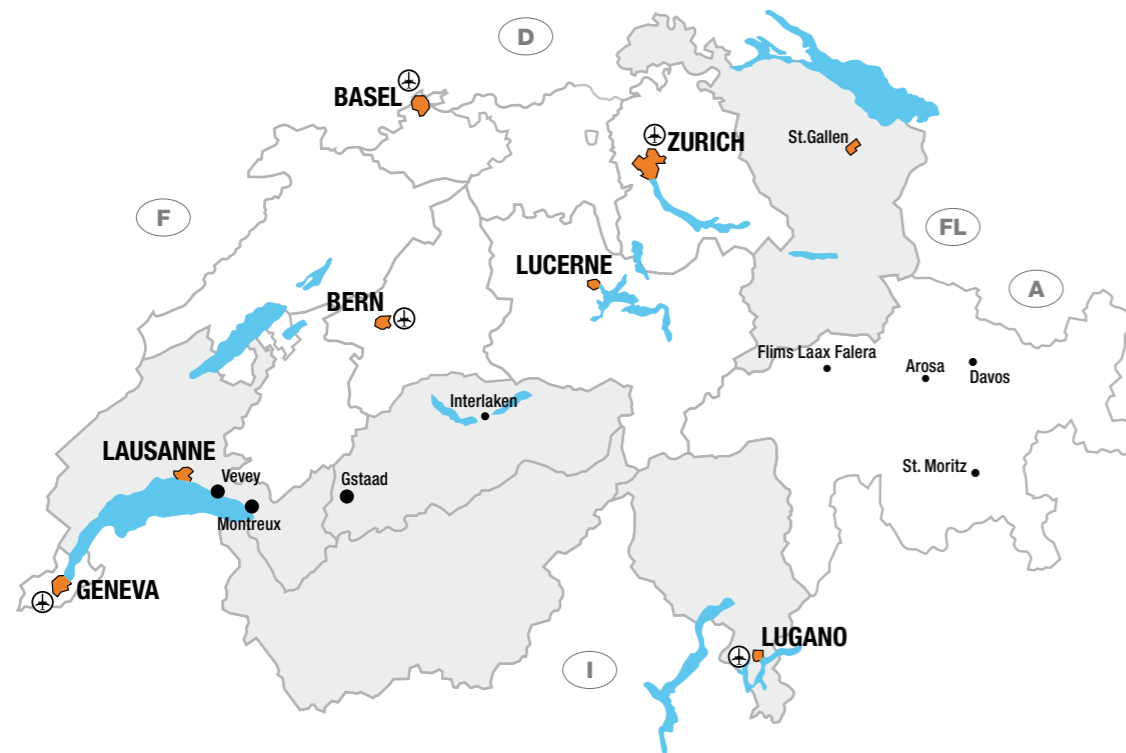 D
BASEL
ZURICH
St.Gallen
F
FL
LUCERNE
A
BERN
Flims Laax Falera
Arosa
Davos
Interlaken
LAUSANNE
Vevey
Gstaad
St. Moritz
Montreux
GENEVA
LUGANO
I